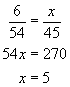 6/54 = x/45
54x = 270
x = 5